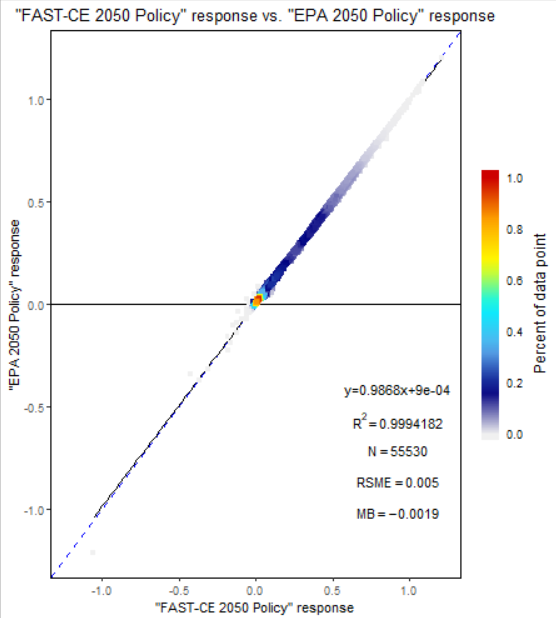 "FAST-CE 2050 Policy" response vs. "EPA 2050 Policy" response
1.0
0.5
0.0
-0.5
-1.0
"EPA 2050 Policy" response
y=0.9868x+9e-04
R²=0.9994182
N=55530
RSME=0.005
MB=−0.0019
-1.0 -0.5 0.0 0.5 1.0
"FAST-CE 2050 Policy" response
1.0
0.8
0.6
0.4
0.2
0.0
Percent of data point